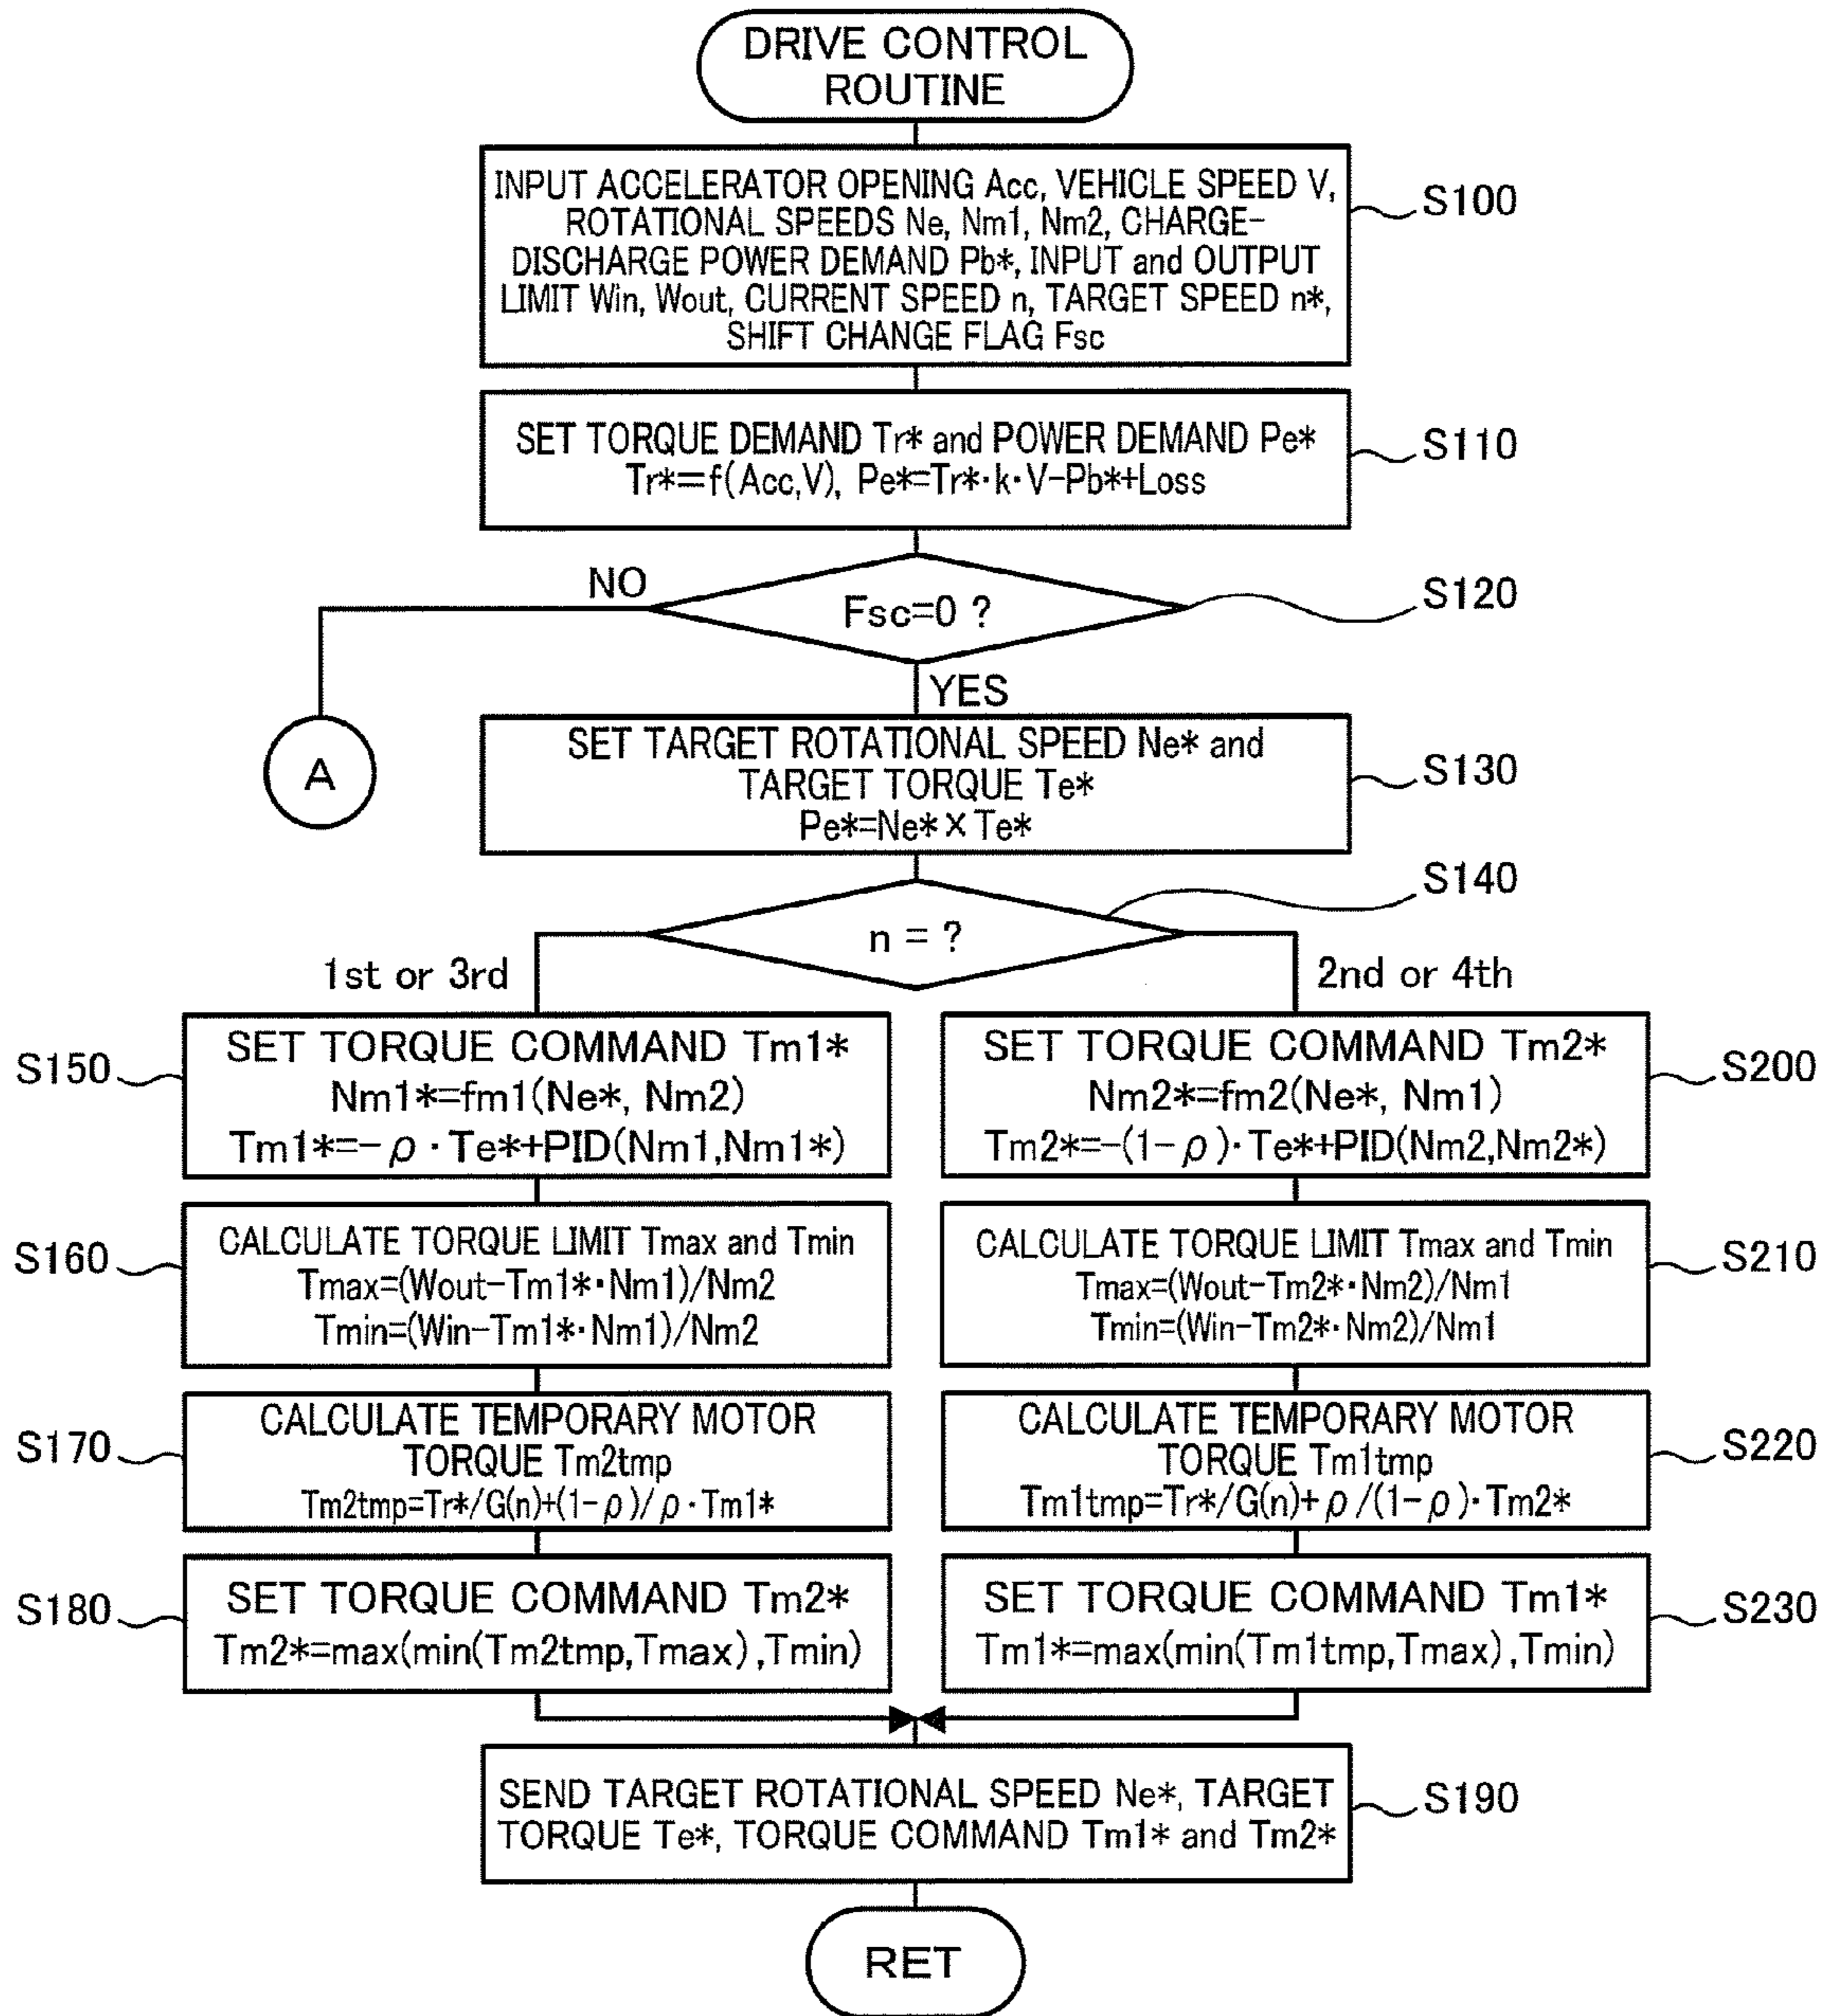 DRIVE CONTROL
ROUTINE
INPUT ACCELERATOR OPENING Acc, VEHICLE SPEED V,
ROTATIONAL SPEEDS Ne, Nm1, Nm2, CHARGE-
DISCHARGE POWER DEMAND Pb*, INPUT and OUTPUT
LIMIT Win, Wout, CURRENT SPEED n, TARGET SPEED n*,
SHIFT CHANGE FLAG Fsc
S100
SET TORQUE DEMAND Tr* and POWER DEMAND Pe*
Tr*=f(Acc,V), Pe*=Tr*·k·V-Pb*+Loss
S110
NO
Fsc=0 ?
S120
YES
A
SET TARGET ROTATIONAL SPEED Ne* and
TARGET TORQUE Te*
Pe*=Ne*×Te*
S130
n = ?
S140
1st or 3rd
2nd or 4th
S150
SET TORQUE COMMAND Tm1*
Nm1*=fm1(Ne*, Nm2)
Tm1*=-ρ·Te*+PID(Nm1,Nm1*)
SET TORQUE COMMAND Tm2*
Nm2*=fm2(Ne*, Nm1)
Tm2*=-(1-ρ)·Te*+PID(Nm2,Nm2*)
S200
S160
CALCULATE TORQUE LIMIT Tmax and Tmin
Tmax=(Wout-Tm1*·Nm1)/Nm2
Tmin=(Win-Tm1*·Nm1)/Nm2
CALCULATE TORQUE LIMIT Tmax and Tmin
Tmax=(Wout-Tm2*·Nm2)/Nm1
Tmin=(Win-Tm2*·Nm2)/Nm1
S210
S170
CALCULATE TEMPORARY MOTOR
TORQUE Tm2tmp
Tm2tmp=Tr*/G(n)+(1-ρ)/ρ·Tm1*
CALCULATE TEMPORARY MOTOR
TORQUE Tm1tmp
Tm1tmp=Tr*/G(n)+ρ/(1-ρ)·Tm2*
S220
S180
SET TORQUE COMMAND Tm2*
Tm2*=max(min(Tm2tmp,Tmax),Tmin)
SET TORQUE COMMAND Tm1*
Tm1*=max(min(Tm1tmp,Tmax),Tmin)
S230
SEND TARGET ROTATIONAL SPEED Ne*, TARGET
TORQUE Te*, TORQUE COMMAND Tm1* and Tm2*
S190
RET